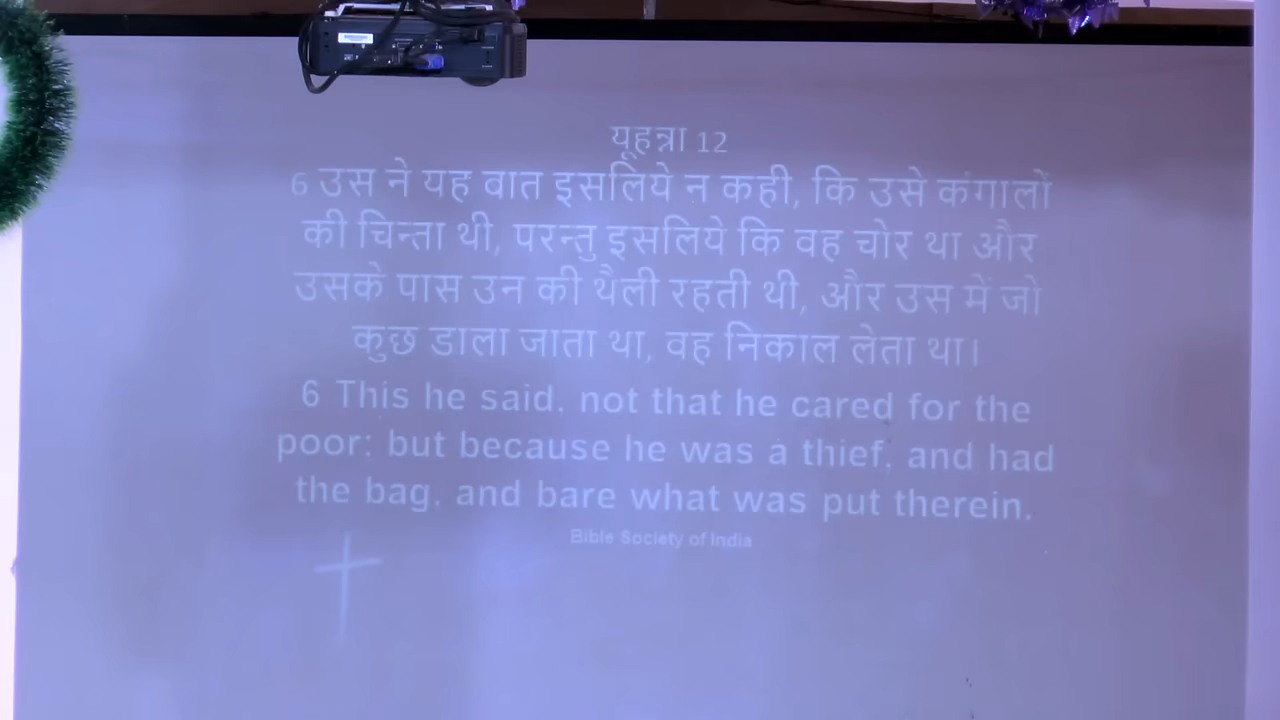 यूहन्ना 12
6 उस ने यह बात इसलिये न कही, कि उसे कंगालों
की चिन्ता थी, परन्तु इसलिये कि वह चोर था और
उसके पास उन की थैली रहती थी, और उस में जो
कुछ डाला जाता था, वह निकाल लेता था।
6 This he said, not that he cared for the
poor; but because he was a thief, and had
the bag, and bare what was put therein.
Bible Society of India